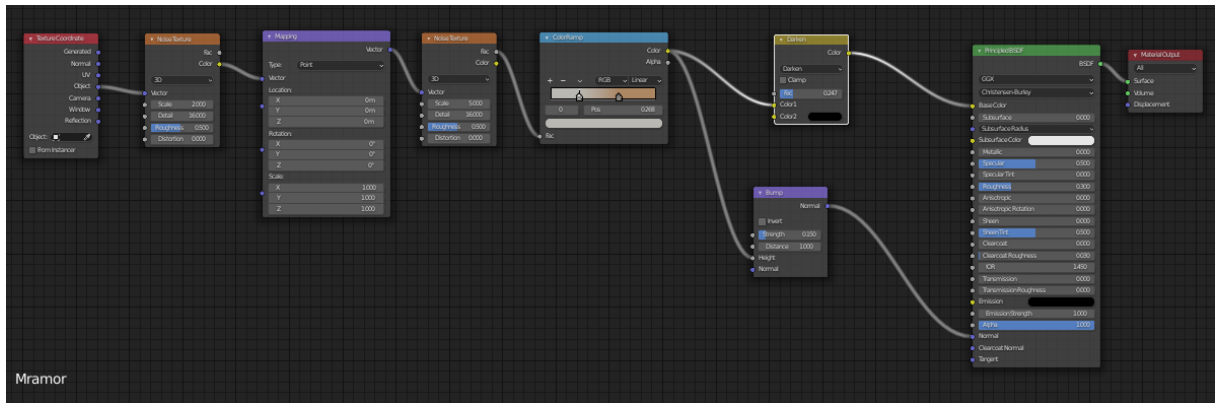 Texture Coordinate
Generated
Normal
UV
Object
Camera
Window
Reflection
Object:
From Instancer
Noise Texture
Fac
Color
3D
Vector
Scale 2.000
Detail 16.000
Roughness 0.500
Distortion 0.000
Mapping
Vector
Type: Point
Vector
Location:
X 0 m
Y 0 m
Z 0 m
Rotation:
X 0°
Y 0°
Z 0°
Scale:
X 1.000
Y 1.000
Z 1.000
Noise Texture
Fac
Color
3D
Vector
Scale 5.000
Detail 16.000
Roughness 0.500
Distortion 0.000
ColorRamp
Color
Alpha
+ − RGB Linear
0 Pos 0.268
Fac
Darken
Color
Darken
Clamp
Fac 0.247
Color1
Color2
Bump
Normal
Invert
Strength 0.150
Distance 1.000
Height
Normal
Principled BSDF
BSDF
GGX
Christensen-Burley
Base Color
Subsurface 0.000
Subsurface Radius
Subsurface Color
Metallic 0.000
Specular 0.500
Specular Tint 0.000
Roughness 0.300
Anisotropic 0.000
Anisotropic Rotation 0.000
Sheen 0.000
Sheen Tint 0.500
Clearcoat 0.000
Clearcoat Roughness 0.030
IOR 1.450
Transmission 0.000
Transmission Roughness 0.000
Emission
Emission Strength 1.000
Alpha 1.000
Normal
Clearcoat Normal
Tangent
Material Output
All
Surface
Volume
Displacement
Mramor